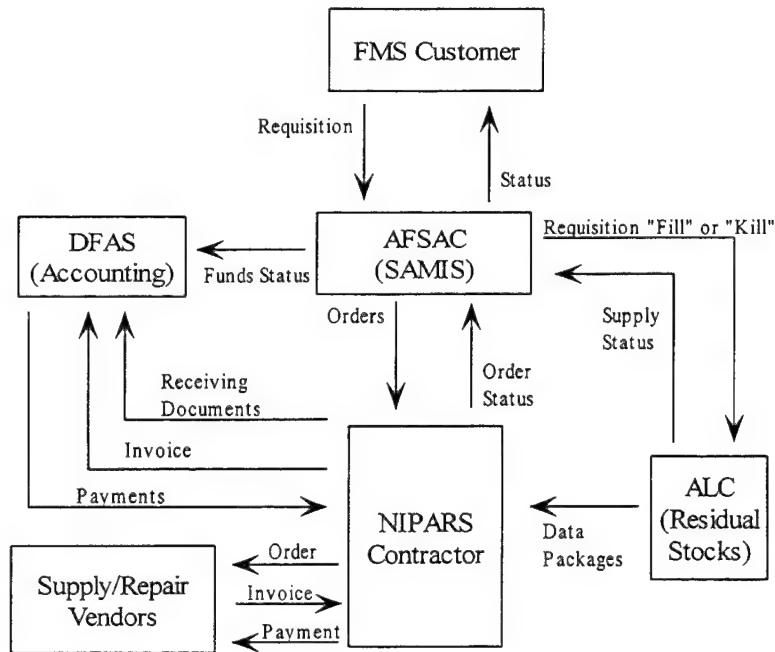 FMS Customer
Requisition
Status
DFAS
(Accounting)
Funds Status
AFSAC
(SAMIS)
Requisition "Fill" or "Kill"
Orders
Supply
Status
Order
Status
Receiving
Documents
Invoice
Payments
NIPARS
Contractor
Data
Packages
ALC
(Residual
Stocks)
Supply/Repair
Vendors
Order
Invoice
Payment